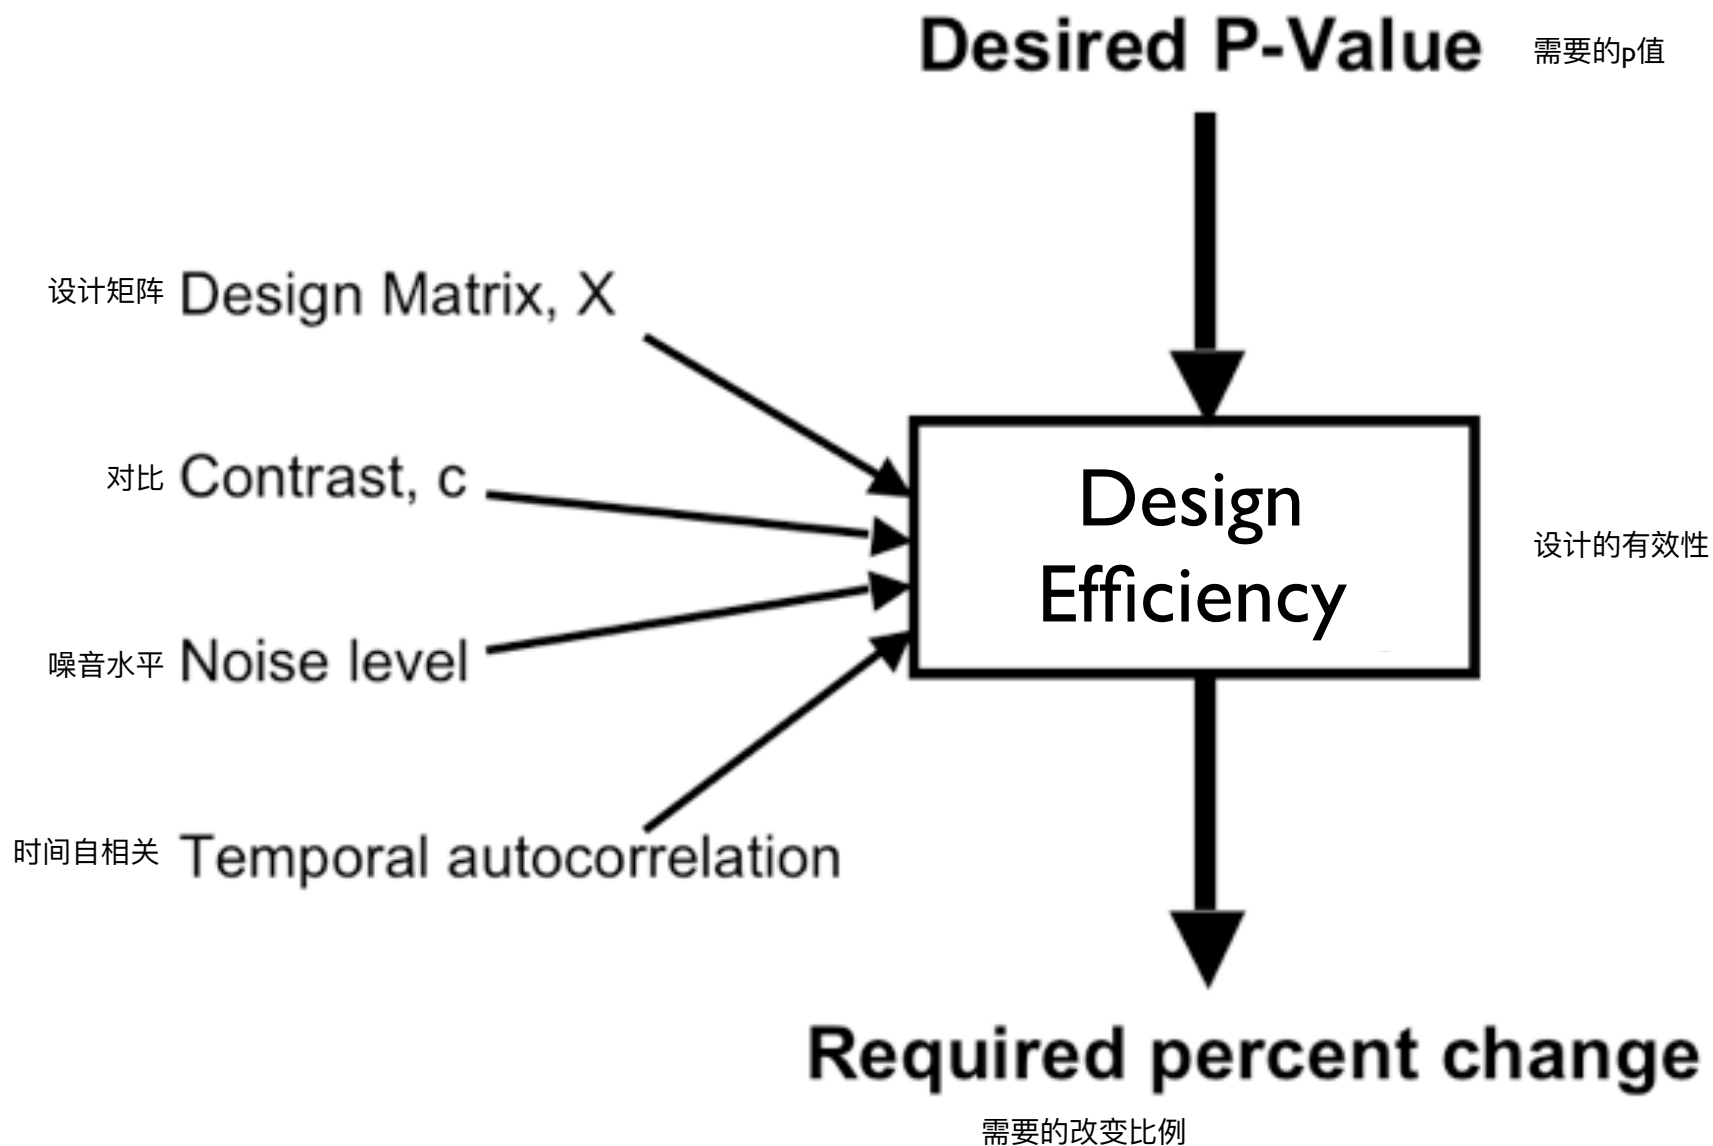 Desired P-Value 需要的p值
设计矩阵 Design Matrix, X
对比 Contrast, c
Design
Efficiency
设计的有效性
噪音水平 Noise level
时间自相关 Temporal autocorrelation
Required percent change
需要的改变比例